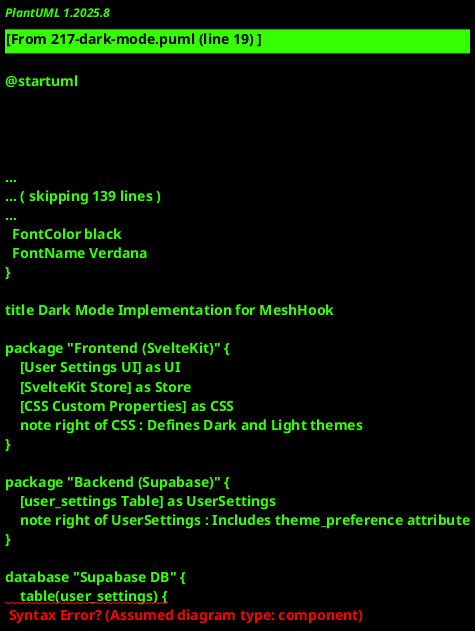 PlantUML 1.2025.8
[From 217-dark-mode.puml (line 19) ]
@startuml
...
... ( skipping 139 lines )
...
FontColor black
FontName Verdana
}
title Dark Mode Implementation for MeshHook
package "Frontend (SvelteKit)" {
[User Settings UI] as UI
[SvelteKit Store] as Store
[CSS Custom Properties] as CSS
note right of CSS : Defines Dark and Light themes
}
package "Backend (Supabase)" {
[user_settings Table] as UserSettings
note right of UserSettings : Includes theme_preference attribute
}
database "Supabase DB" {
table(user_settings) {
Syntax Error? (Assumed diagram type: component)